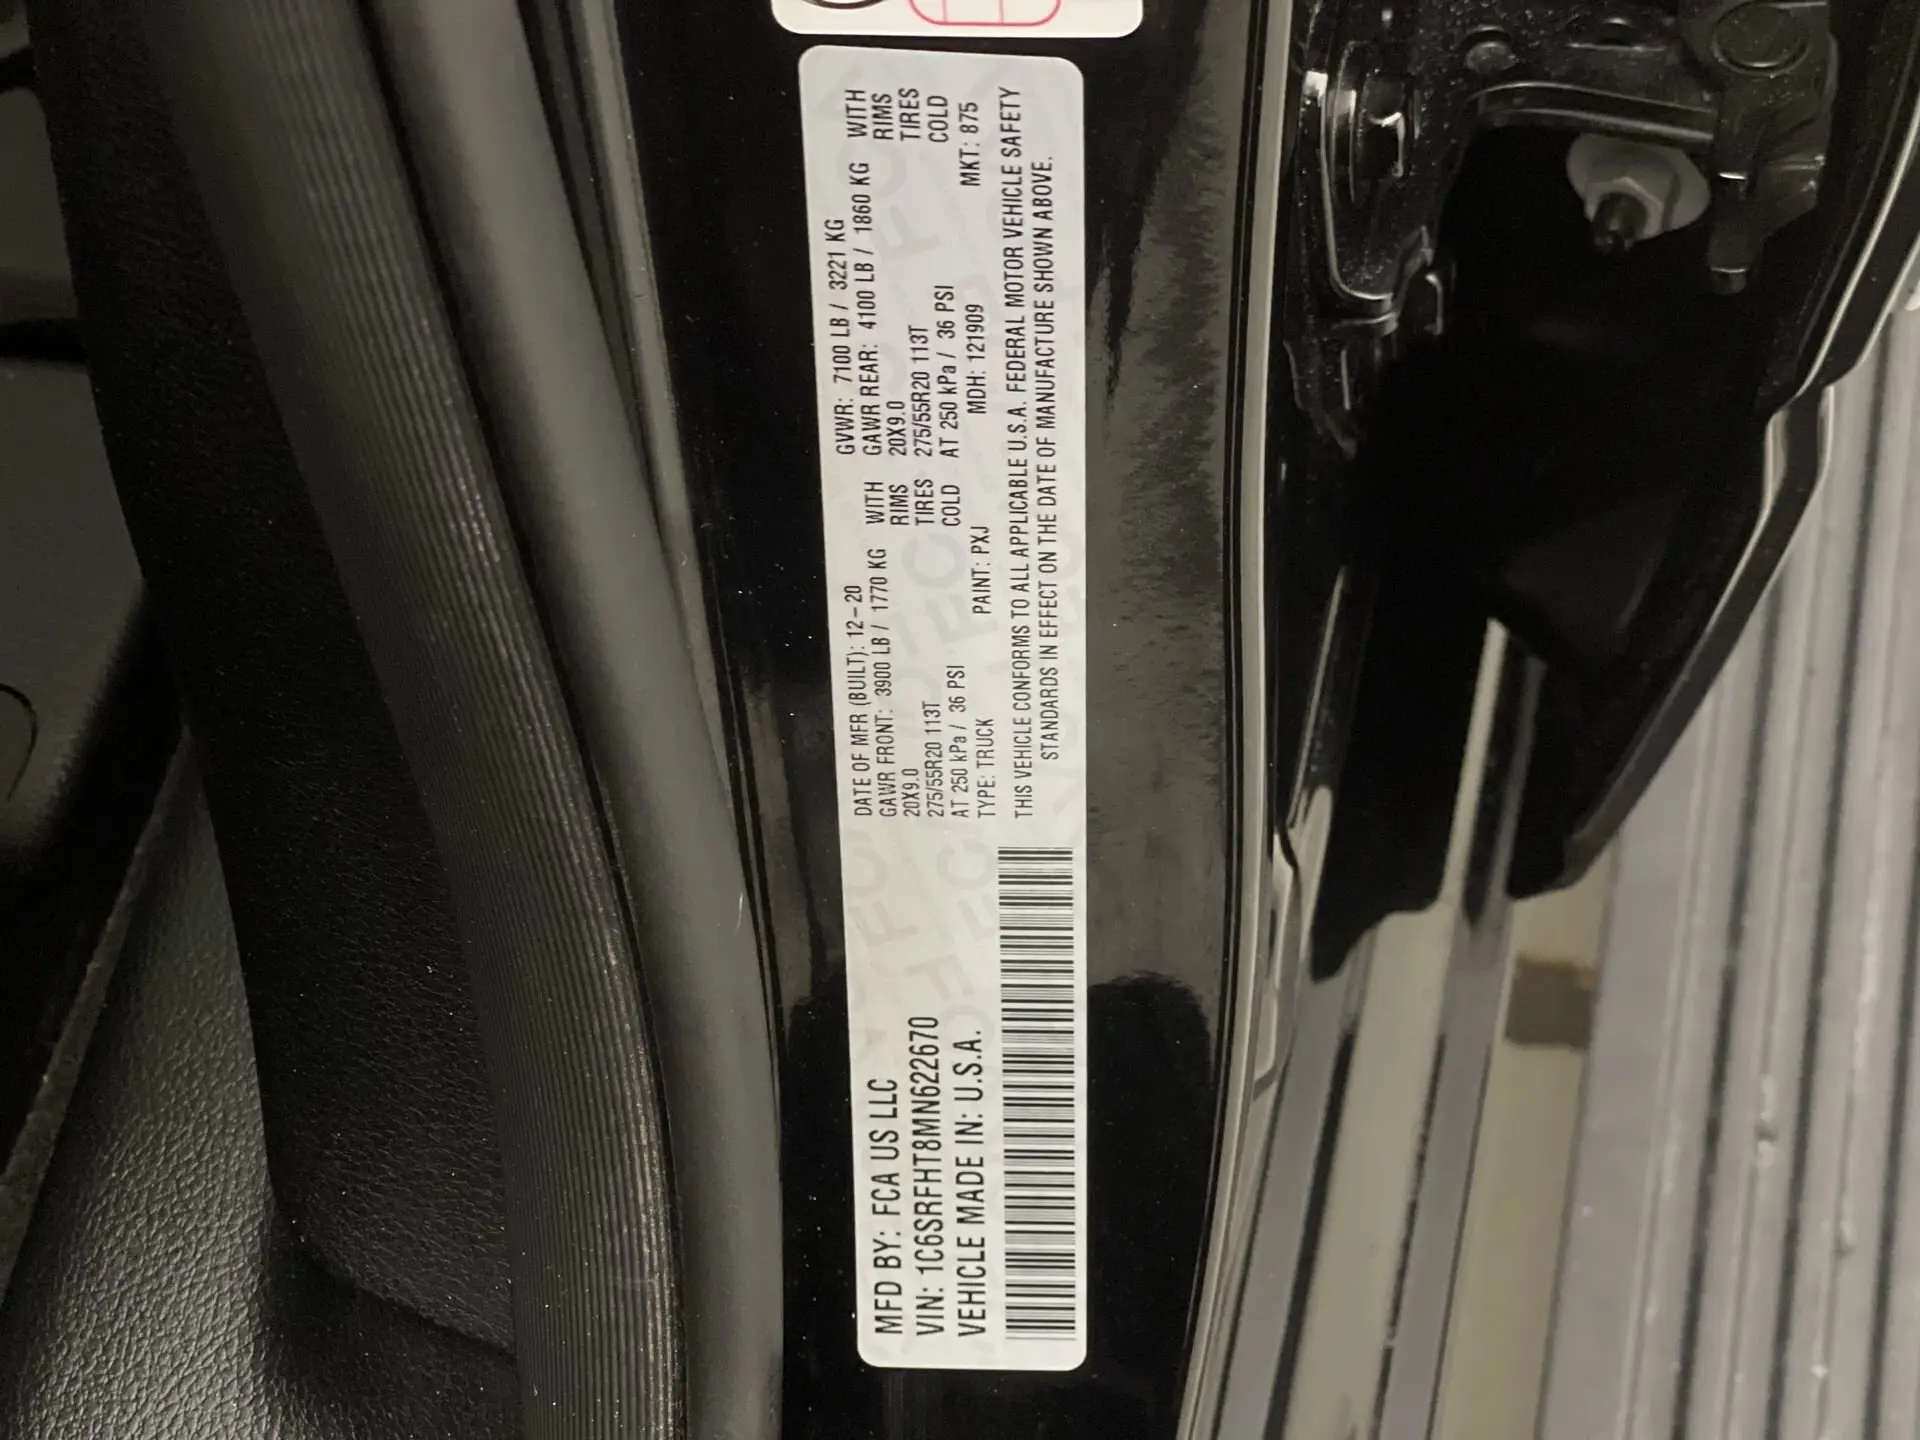 MFD BY: FCA US LLC
VIN: 1C6SRFHT8MN622670
VEHICLE MADE IN: U.S.A.
DATE OF MFR (BUILT): 12-20 GVWR: 7100 LB / 3221 KG
GAWR FRONT: 3900 LB / 1770 KG WITH GAWR REAR: 4100 LB / 1860 KG WITH
20X9.0 RIMS 20X9.0 RIMS
275/55R20 113T TIRES 275/55R20 113T TIRES
AT 250 kPa / 36 PSI COLD AT 250 kPa / 36 PSI COLD
TYPE: TRUCK PAINT: PXJ MDH: 121909 MKT: 875
THIS VEHICLE CONFORMS TO ALL APPLICABLE U.S.A. FEDERAL MOTOR VEHICLE SAFETY
STANDARDS IN EFFECT ON THE DATE OF MANUFACTURE SHOWN ABOVE.